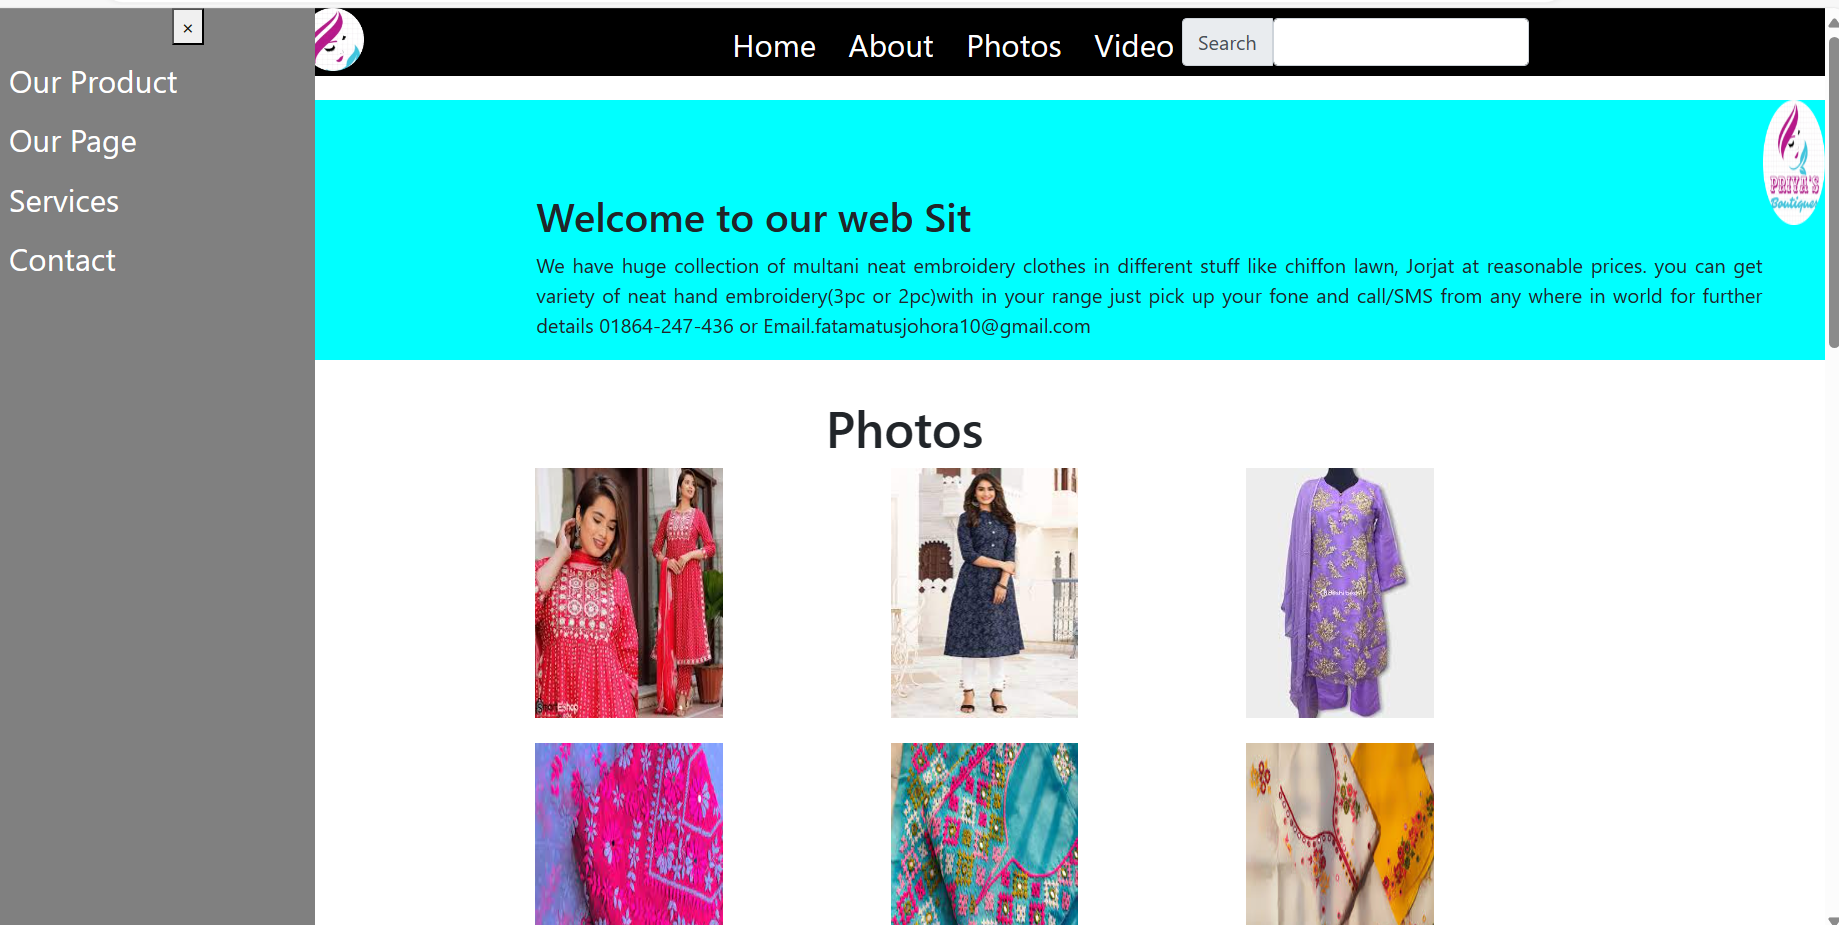 ×
Our Product
Our Page
Services
Contact
Home About Photos Video Search
PRIYA'S
Boutiques
Welcome to our web Sit
We have huge collection of multani neat embroidery clothes in different stuff like chiffon lawn, Jorjat at reasonable prices. you can get
variety of neat hand embroidery(3pc or 2pc)with in your range just pick up your fone and call/SMS from any where in world for further
details 01864-247-436 or Email.fatamatusjohora10@gmail.com
Photos